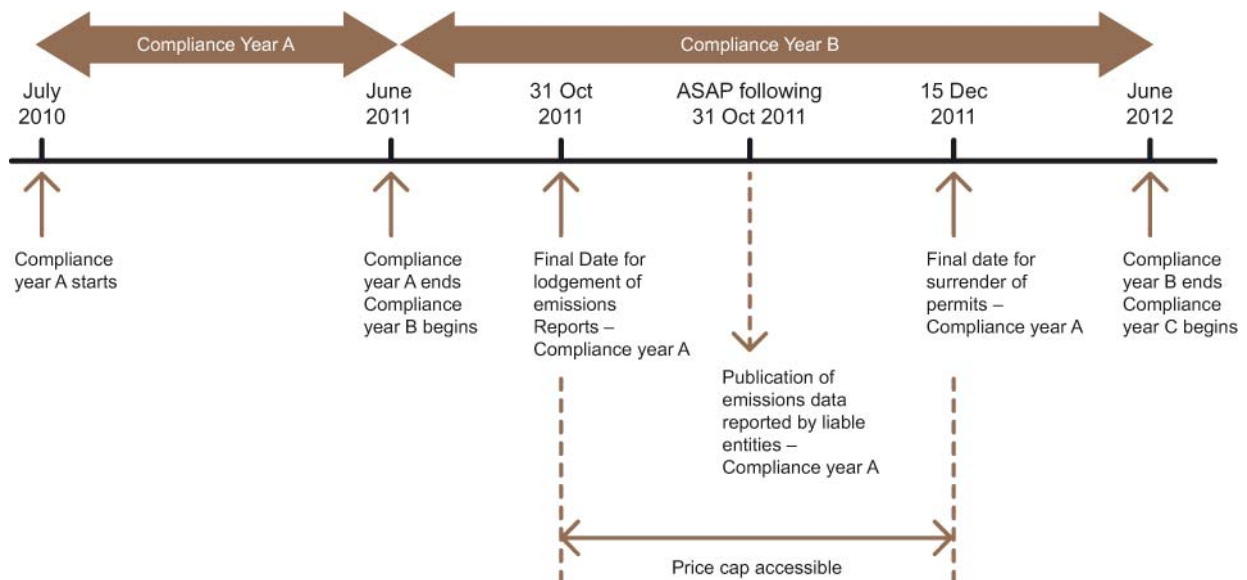 Compliance Year A
Compliance Year B
July
2010
June
2011
31 Oct
2011
ASAP following
31 Oct 2011
15 Dec
2011
June
2012
Compliance
year A starts
Compliance
year A ends
Compliance
year B begins
Final Date for
lodgement of
emissions
Reports –
Compliance year A
Publication of
emissions data
reported by liable
entities –
Compliance year A
Final date for
surrender of
permits –
Compliance year A
Compliance
year B ends
Compliance
year C begins
Price cap accessible